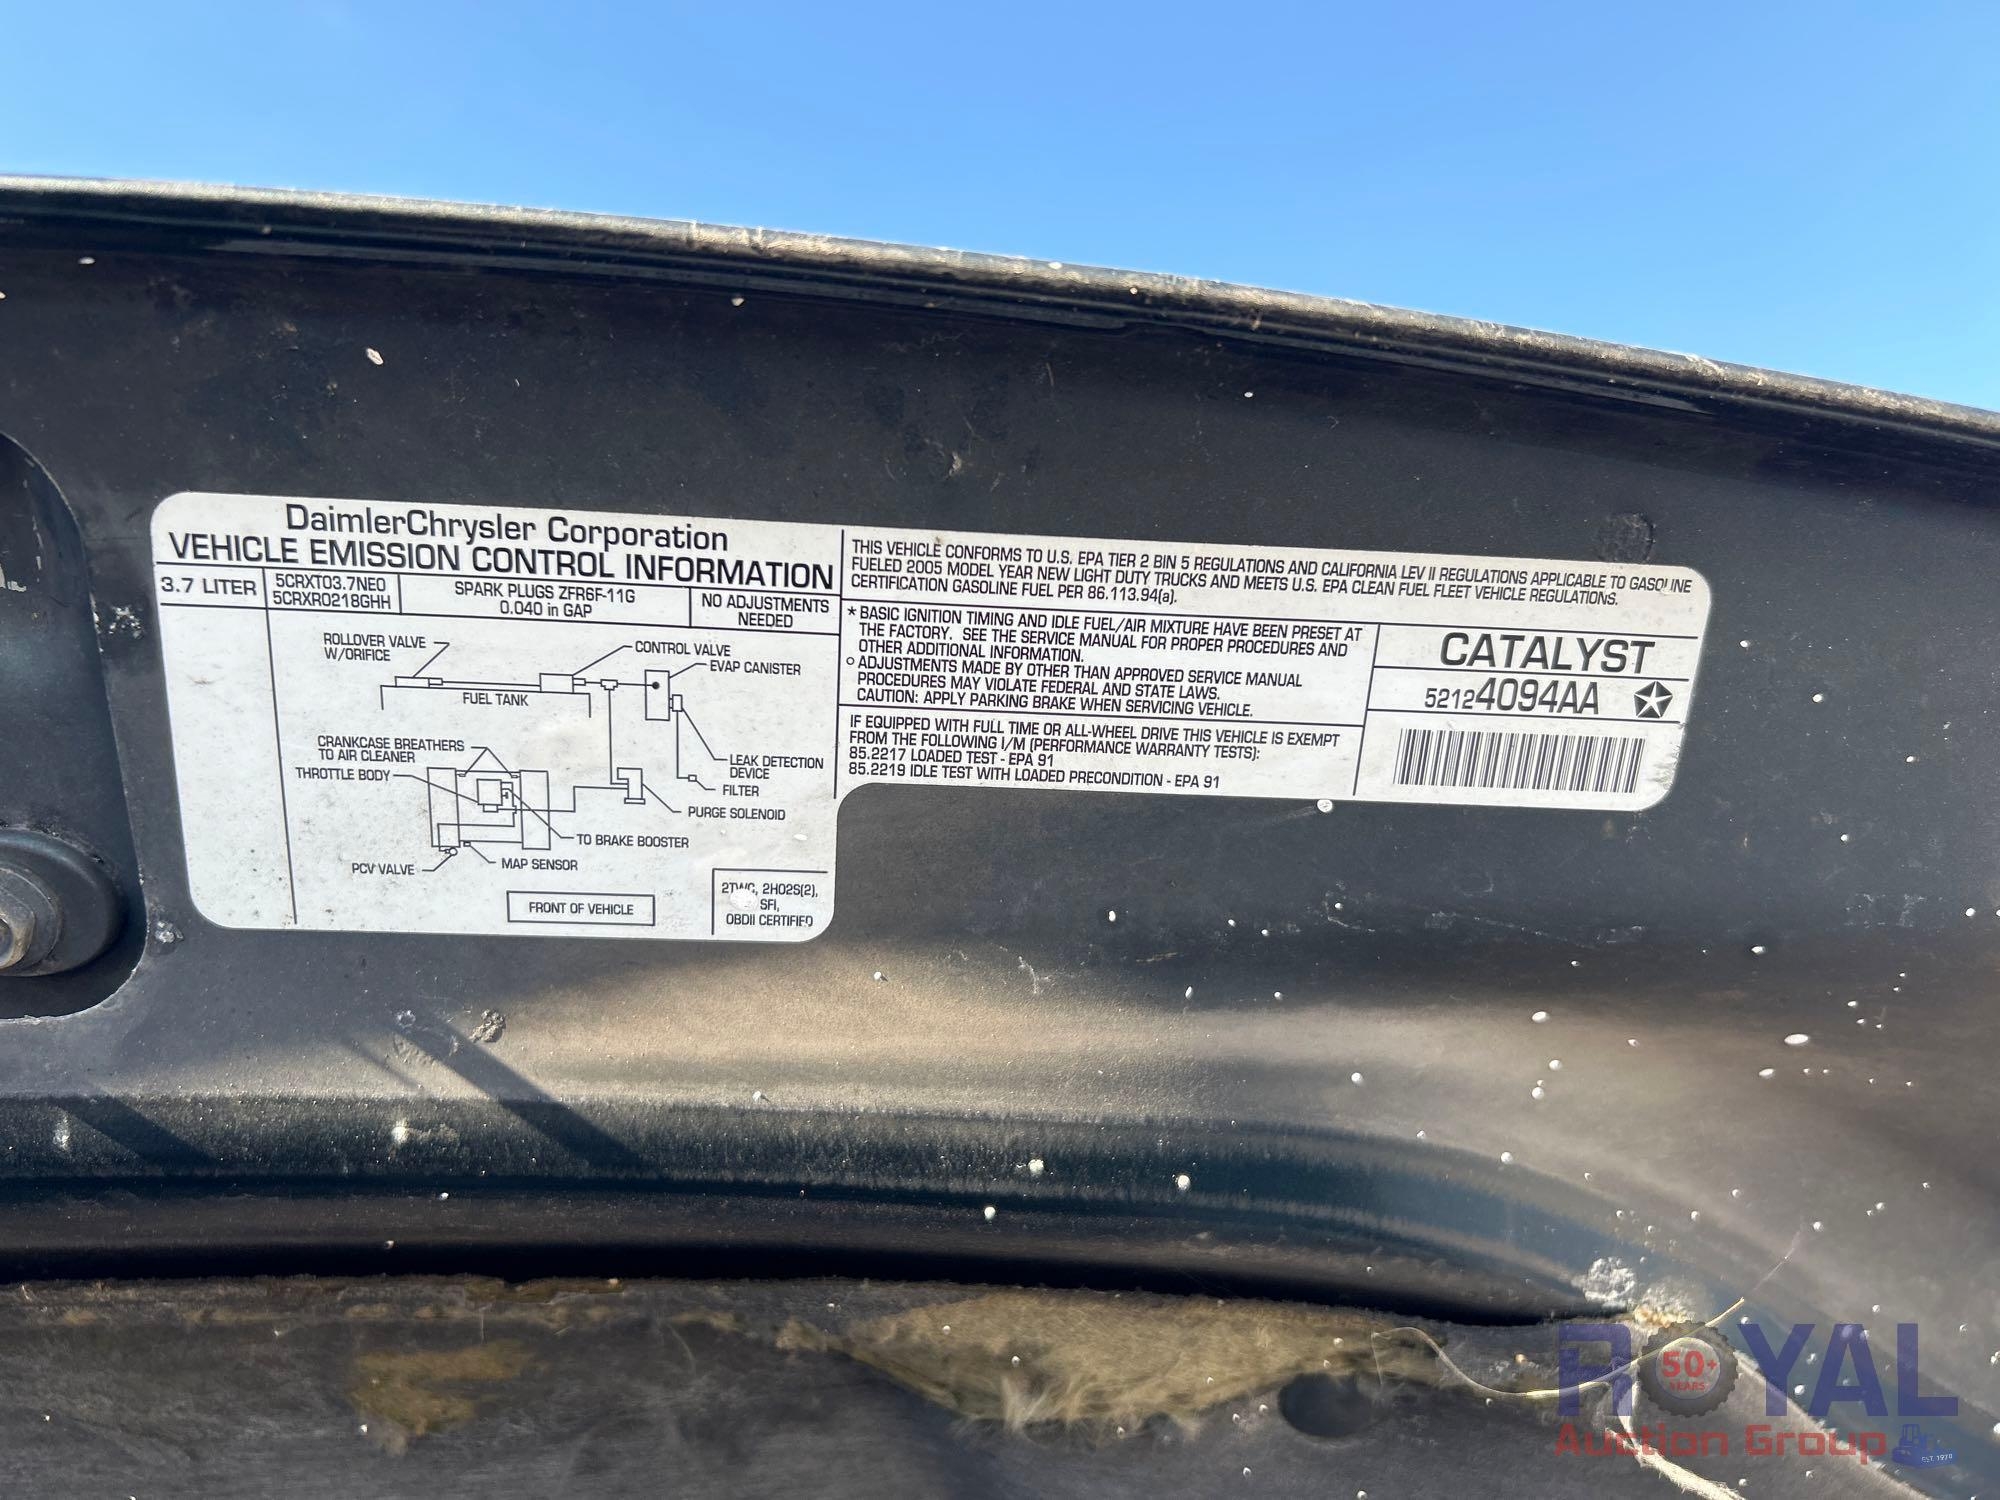 DaimlerChrysler Corporation
VEHICLE EMISSION CONTROL INFORMATION
3.7 LITER
5CRXT03.7NE0
5CRXR0218GHH
SPARK PLUGS ZFR6F-11G
0.040 in GAP
NO ADJUSTMENTS
NEEDED
ROLLOVER VALVE
W/ORIFICE
CONTROL VALVE
EVAP CANISTER
FUEL TANK
CRANKCASE BREATHERS
TO AIR CLEANER
THROTTLE BODY
LEAK DETECTION
DEVICE
FILTER
PURGE SOLENOID
TO BRAKE BOOSTER
MAP SENSOR
PCV VALVE
FRONT OF VEHICLE
2TWC, 2HO2S(2),
SFI,
OBDII CERTIFIED
THIS VEHICLE CONFORMS TO U.S. EPA TIER 2 BIN 5 REGULATIONS AND CALIFORNIA LEV II REGULATIONS APPLICABLE TO GASOLINE
FUELED 2005 MODEL YEAR NEW LIGHT DUTY TRUCKS AND MEETS U.S. EPA CLEAN FUEL FLEET VEHICLE REGULATIONS.
CERTIFICATION GASOLINE FUEL PER 86.113.94(a).
* BASIC IGNITION TIMING AND IDLE FUEL/AIR MIXTURE HAVE BEEN PRESET AT
THE FACTORY. SEE THE SERVICE MANUAL FOR PROPER PROCEDURES AND
OTHER ADDITIONAL INFORMATION.
o ADJUSTMENTS MADE BY OTHER THAN APPROVED SERVICE MANUAL
PROCEDURES MAY VIOLATE FEDERAL AND STATE LAWS.
CAUTION: APPLY PARKING BRAKE WHEN SERVICING VEHICLE.
IF EQUIPPED WITH FULL TIME OR ALL-WHEEL DRIVE THIS VEHICLE IS EXEMPT
FROM THE FOLLOWING I/M (PERFORMANCE WARRANTY TESTS):
85.2217 LOADED TEST - EPA 91
85.2219 IDLE TEST WITH LOADED PRECONDITION - EPA 91
CATALYST
52124094AA
ROYAL
50+
YEARS
Auction Group
EST. 1970